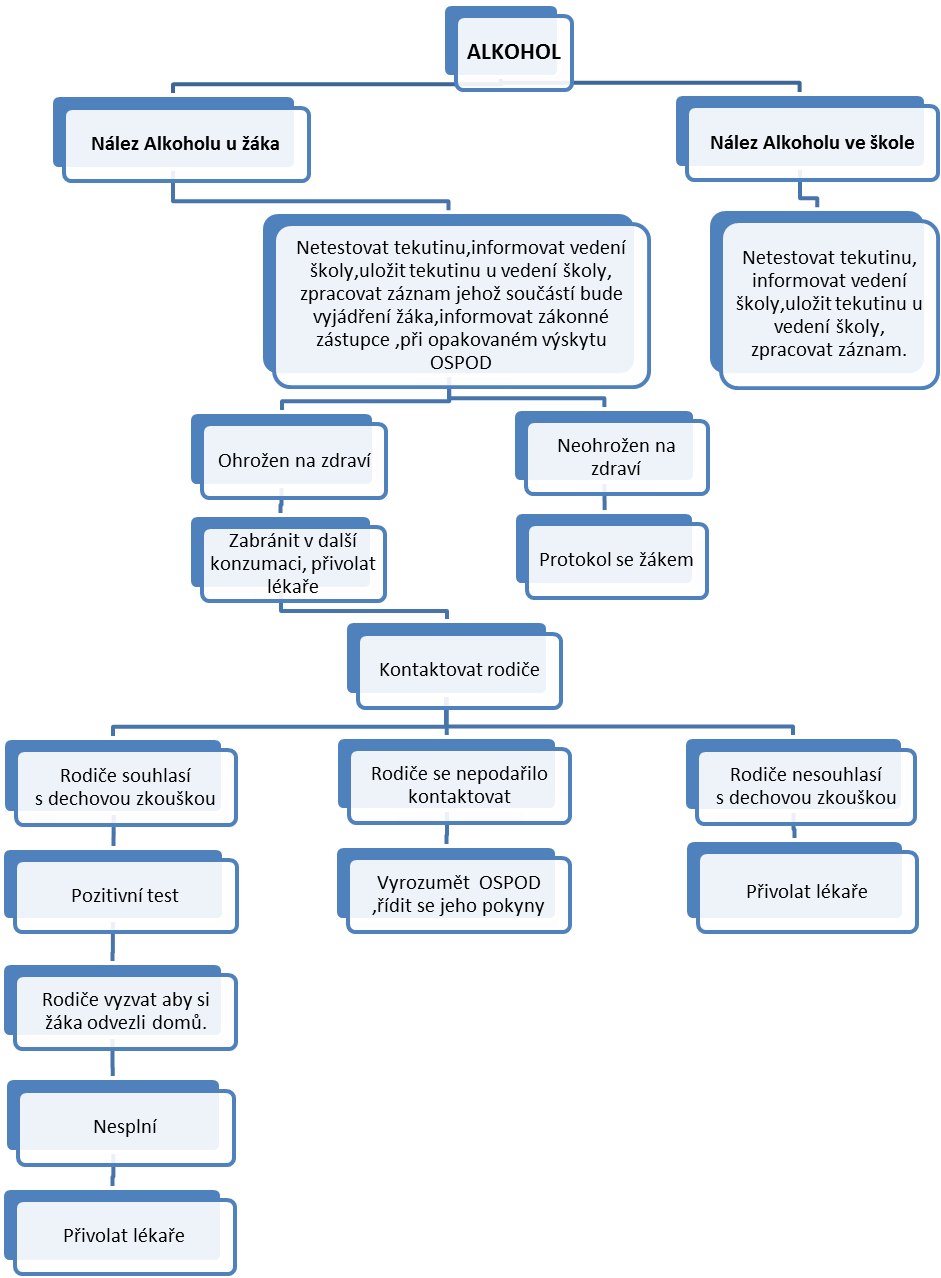 ALKOHOL
Nález Alkoholu u žáka
Nález Alkoholu ve škole
Netestovat tekutinu,informovat vedení
školy,uložit tekutinu u vedení školy,
zpracovat záznam jehož součástí bude
vyjádření žáka,informovat zákonné
zástupce ,při opakovaném výskytu
OSPOD
Netestovat tekutinu,
informovat vedení
školy,uložit tekutinu u
vedení školy,
zpracovat záznam.
Ohrožen na zdraví
Neohrožen na
zdraví
Zabránit v další
konzumaci, přivolat
lékaře
Protokol se žákem
Kontaktovat rodiče
Rodiče souhlasí
s dechovou zkouškou
Rodiče se nepodařilo
kontaktovat
Rodiče nesouhlasí
s dechovou zkouškou
Pozitivní test
Vyrozumět OSPOD
,řídit se jeho pokyny
Přivolat lékaře
Rodiče vyzvat aby si
žáka odvezli domů.
Nesplní
Přivolat lékaře